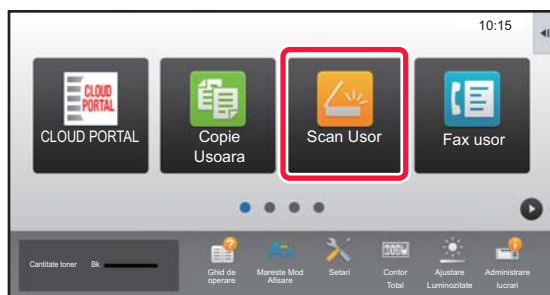 10:15
CLOUD
PORTAL
CLOUD PORTAL
Copie
Usoara
Scan Usor
Fax usor
Cantitate toner Bk
Ghid de
operare
Mareste Mod
Afisare
Setari
Contor
Total
Ajustare
Luminozitate
Administrare
lucrari